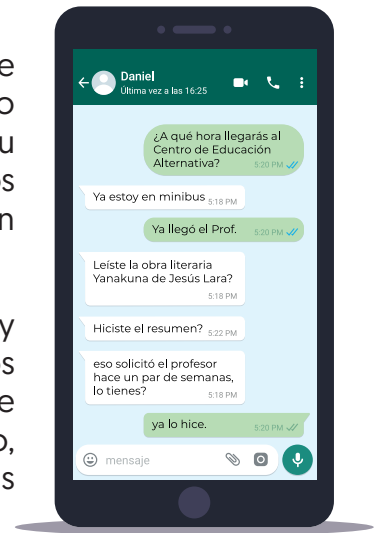 e
o
u
os
n
y
os
e
o,
s
Daniel
Última vez a las 16:25
¿A qué hora llegarás al
Centro de Educación
Alternativa?
5:20 PM
Ya estoy en minibus
5:18 PM
Ya llegó el Prof.
5:20 PM
Leíste la obra literaria
Yanakuna de Jesús Lara?
5:18 PM
Hiciste el resumen?
5:22 PM
eso solicitó el profesor
hace un par de semanas,
lo tienes?
5:18 PM
ya lo hice.
5:20 PM
mensaje